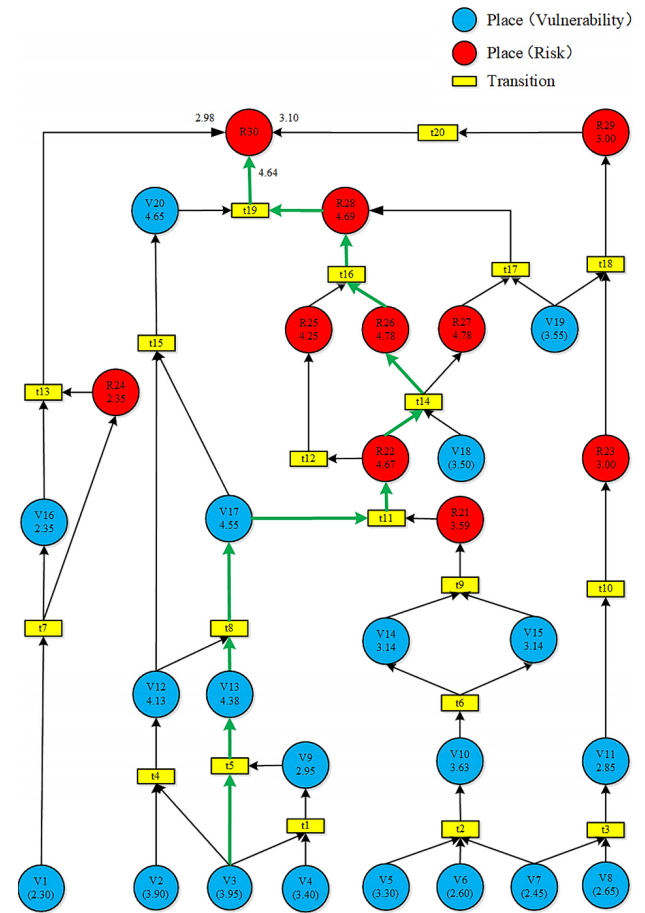 Place（Vulnerability）
Place（Risk）
Transition
2.98
R30
3.10
t20
R29
3.00
4.64
V20
4.65
t19
R28
4.69
t16
t17
t18
R25
4.25
R26
4.78
R27
4.78
V19
(3.55)
t15
t13
R24
2.35
t14
t12
R22
4.67
V18
(3.50)
R23
3.00
V16
2.35
V17
4.55
t11
R21
3.59
t9
t10
t7
t8
V14
3.14
V15
3.14
V12
4.13
V13
4.38
t6
t4
t5
V9
2.95
V10
3.63
V11
2.85
t1
t2
t3
V1
(2.30)
V2
(3.90)
V3
(3.95)
V4
(3.40)
V5
(3.30)
V6
(2.60)
V7
(2.45)
V8
(2.65)